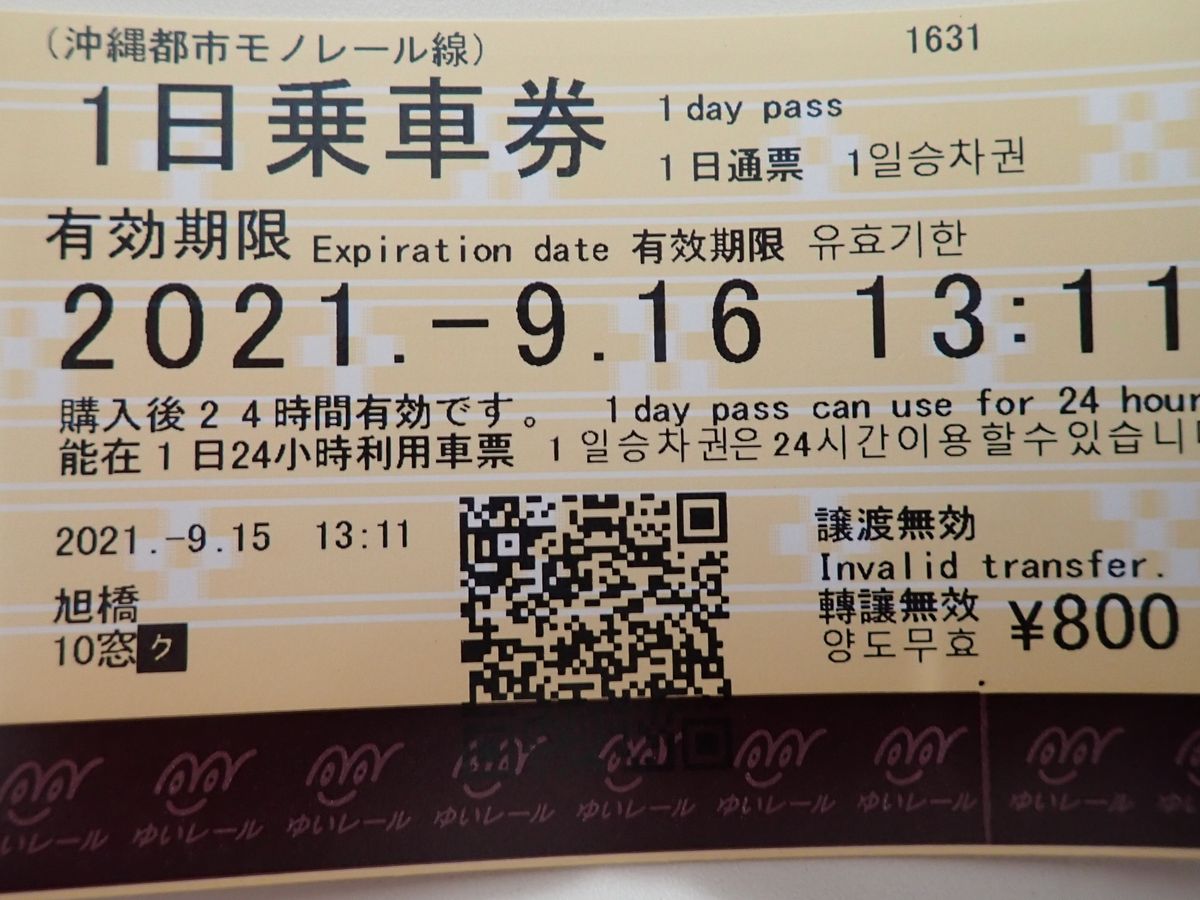 (沖縄都市モノレール線) 1631
1日乗車券 1 day pass
1日通票 1일승차권
有効期限 Expiration date 有效期限 유효기한
2021.-9.16 13:11
購入後24時間有効です。 1 day pass can use for 24 hour
能在1日24小時利用車票 1일승차권은24시간이용할수있습니
2021.-9.15 13:11
旭橋
10窓ク
譲渡無効
Invalid transfer.
轉讓無效
양도무효
¥800
ゆいレール ゆいレール ゆいレール ゆいレール ゆいレール ゆいレール ゆいレール ゆいレール